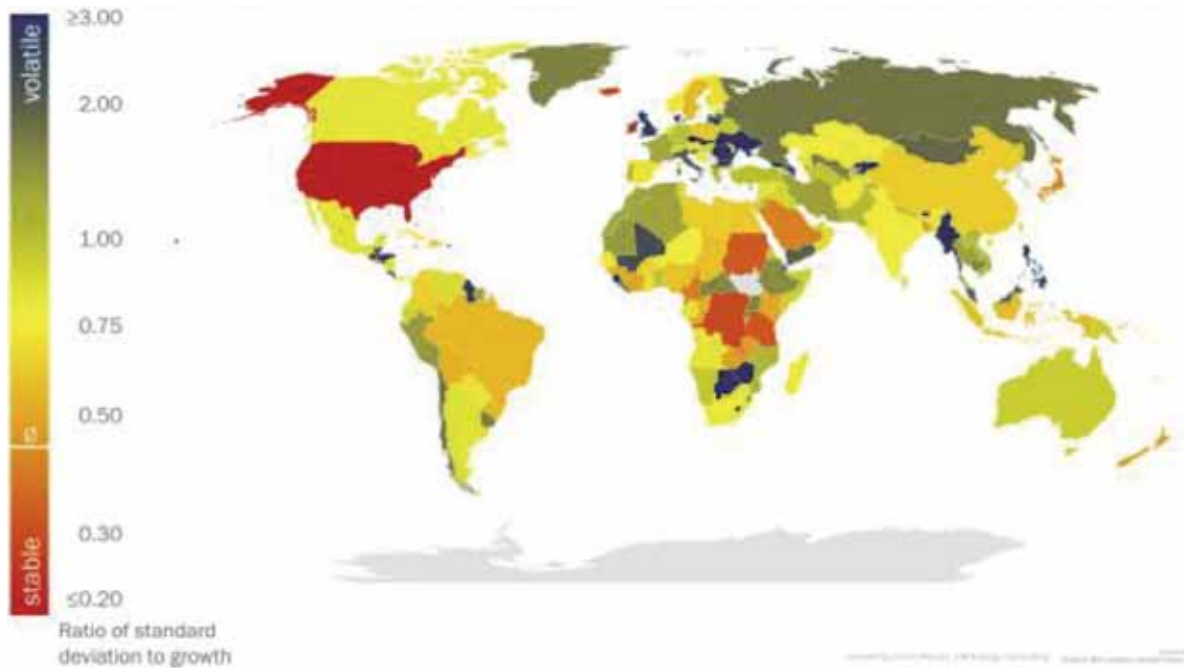 ≥3.00
volatile
2.00
1.00
0.75
0.50
0.30
stable
≤0.20
Ratio of standard
deviation to growth